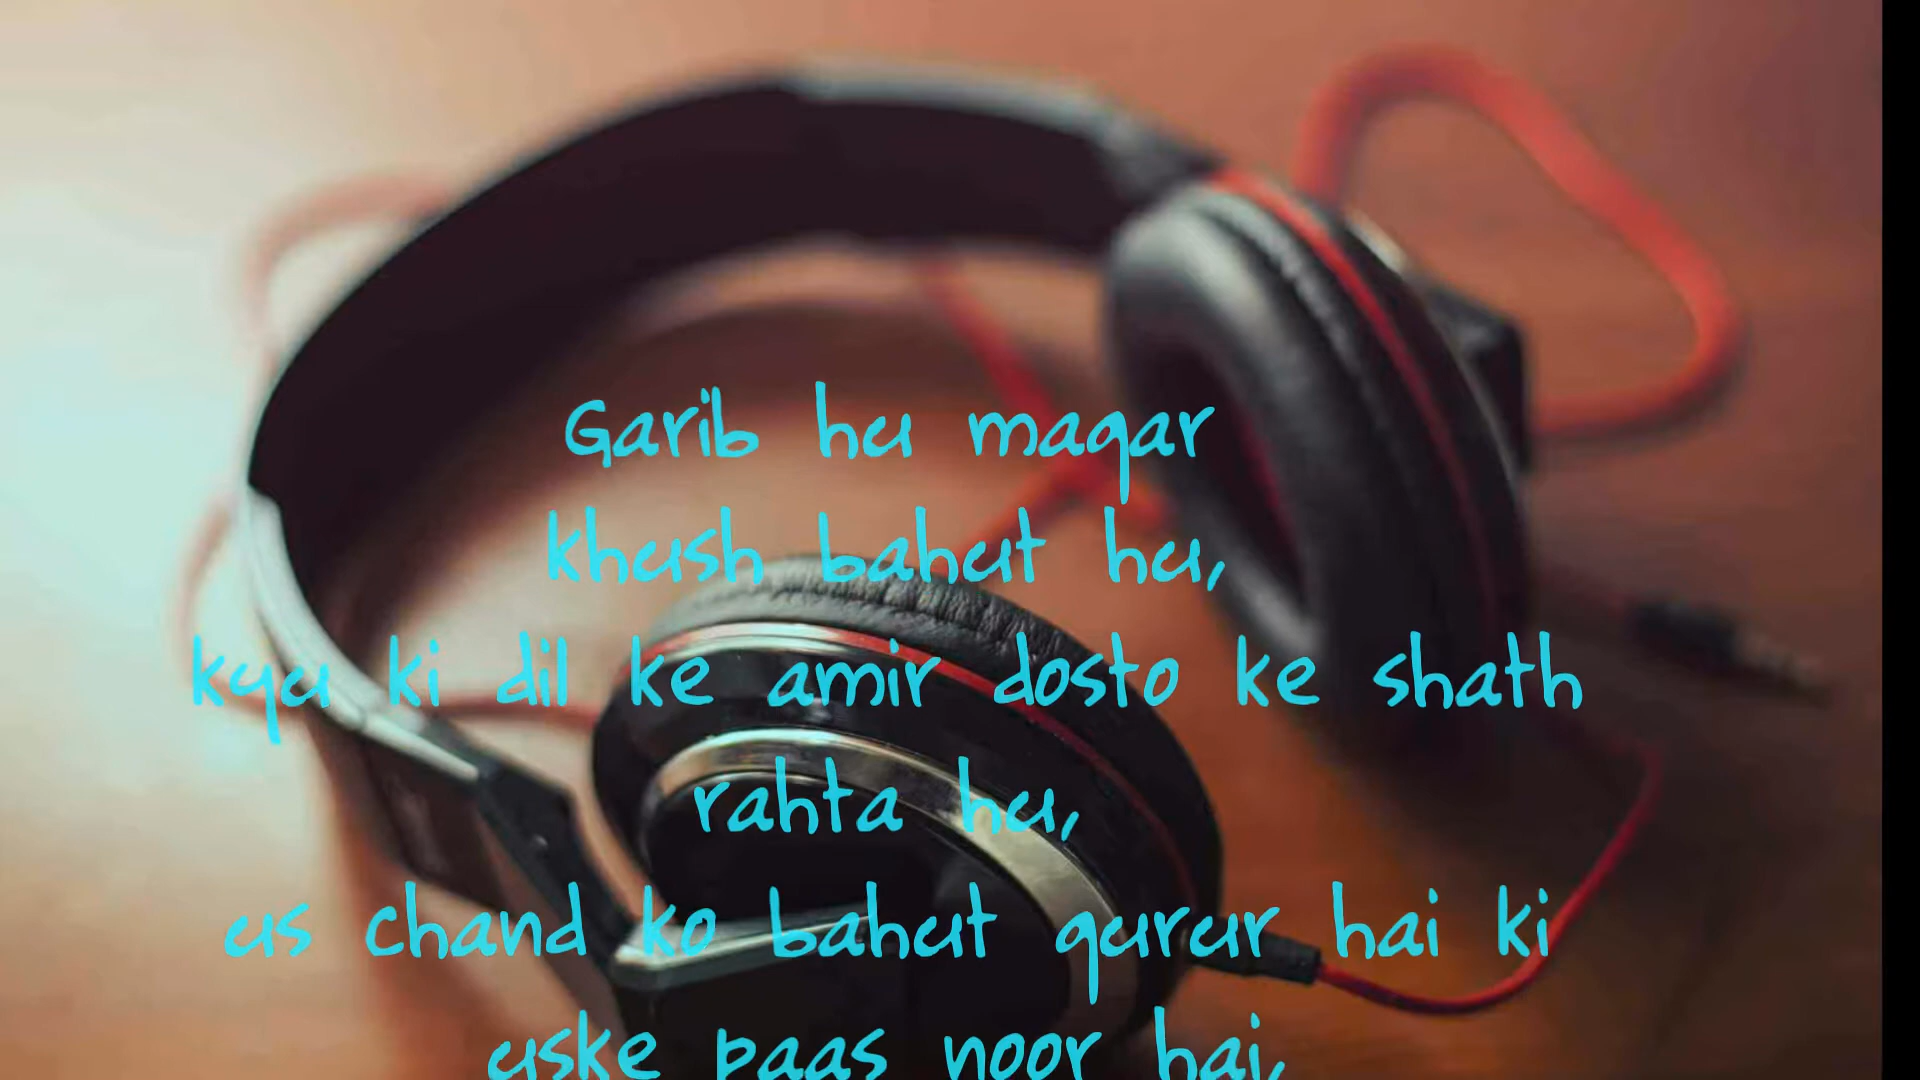 Garib hu magar
khush bahut hu,
kyu ki dil ke amir dosto ke shath
rahta hu,
us chand ko bahut gurur hai ki
uske paas noor hai,